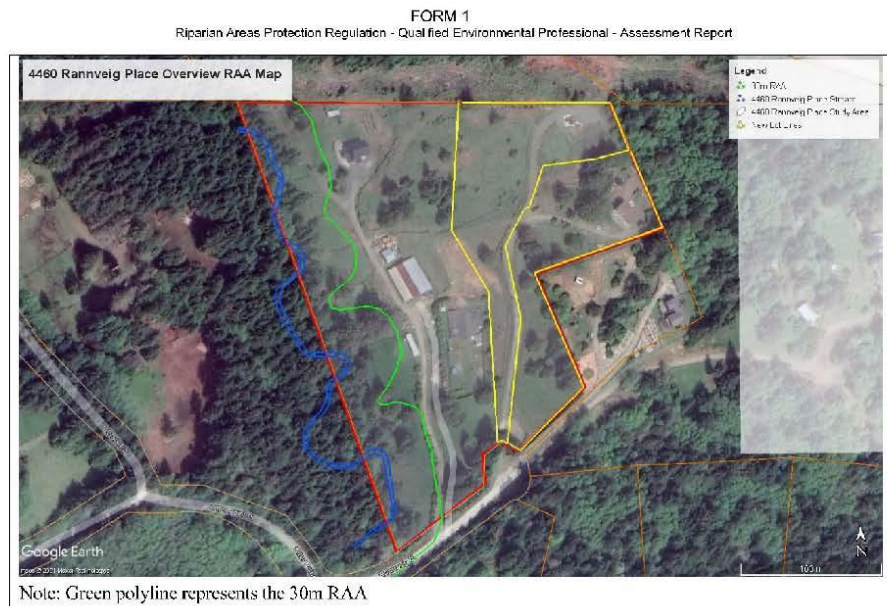 FORM 1
Riparian Areas Protection Regulation - Qualified Environmental Professional - Assessment Report
4460 Rannveig Place Overview RAA Map
Legend
30m RAA
4460 Rannveig Place Stream
4460 Rannveig Place Study Area
New Lot Lines
Google Earth
N
100 m
Note: Green polyline represents the 30m RAA